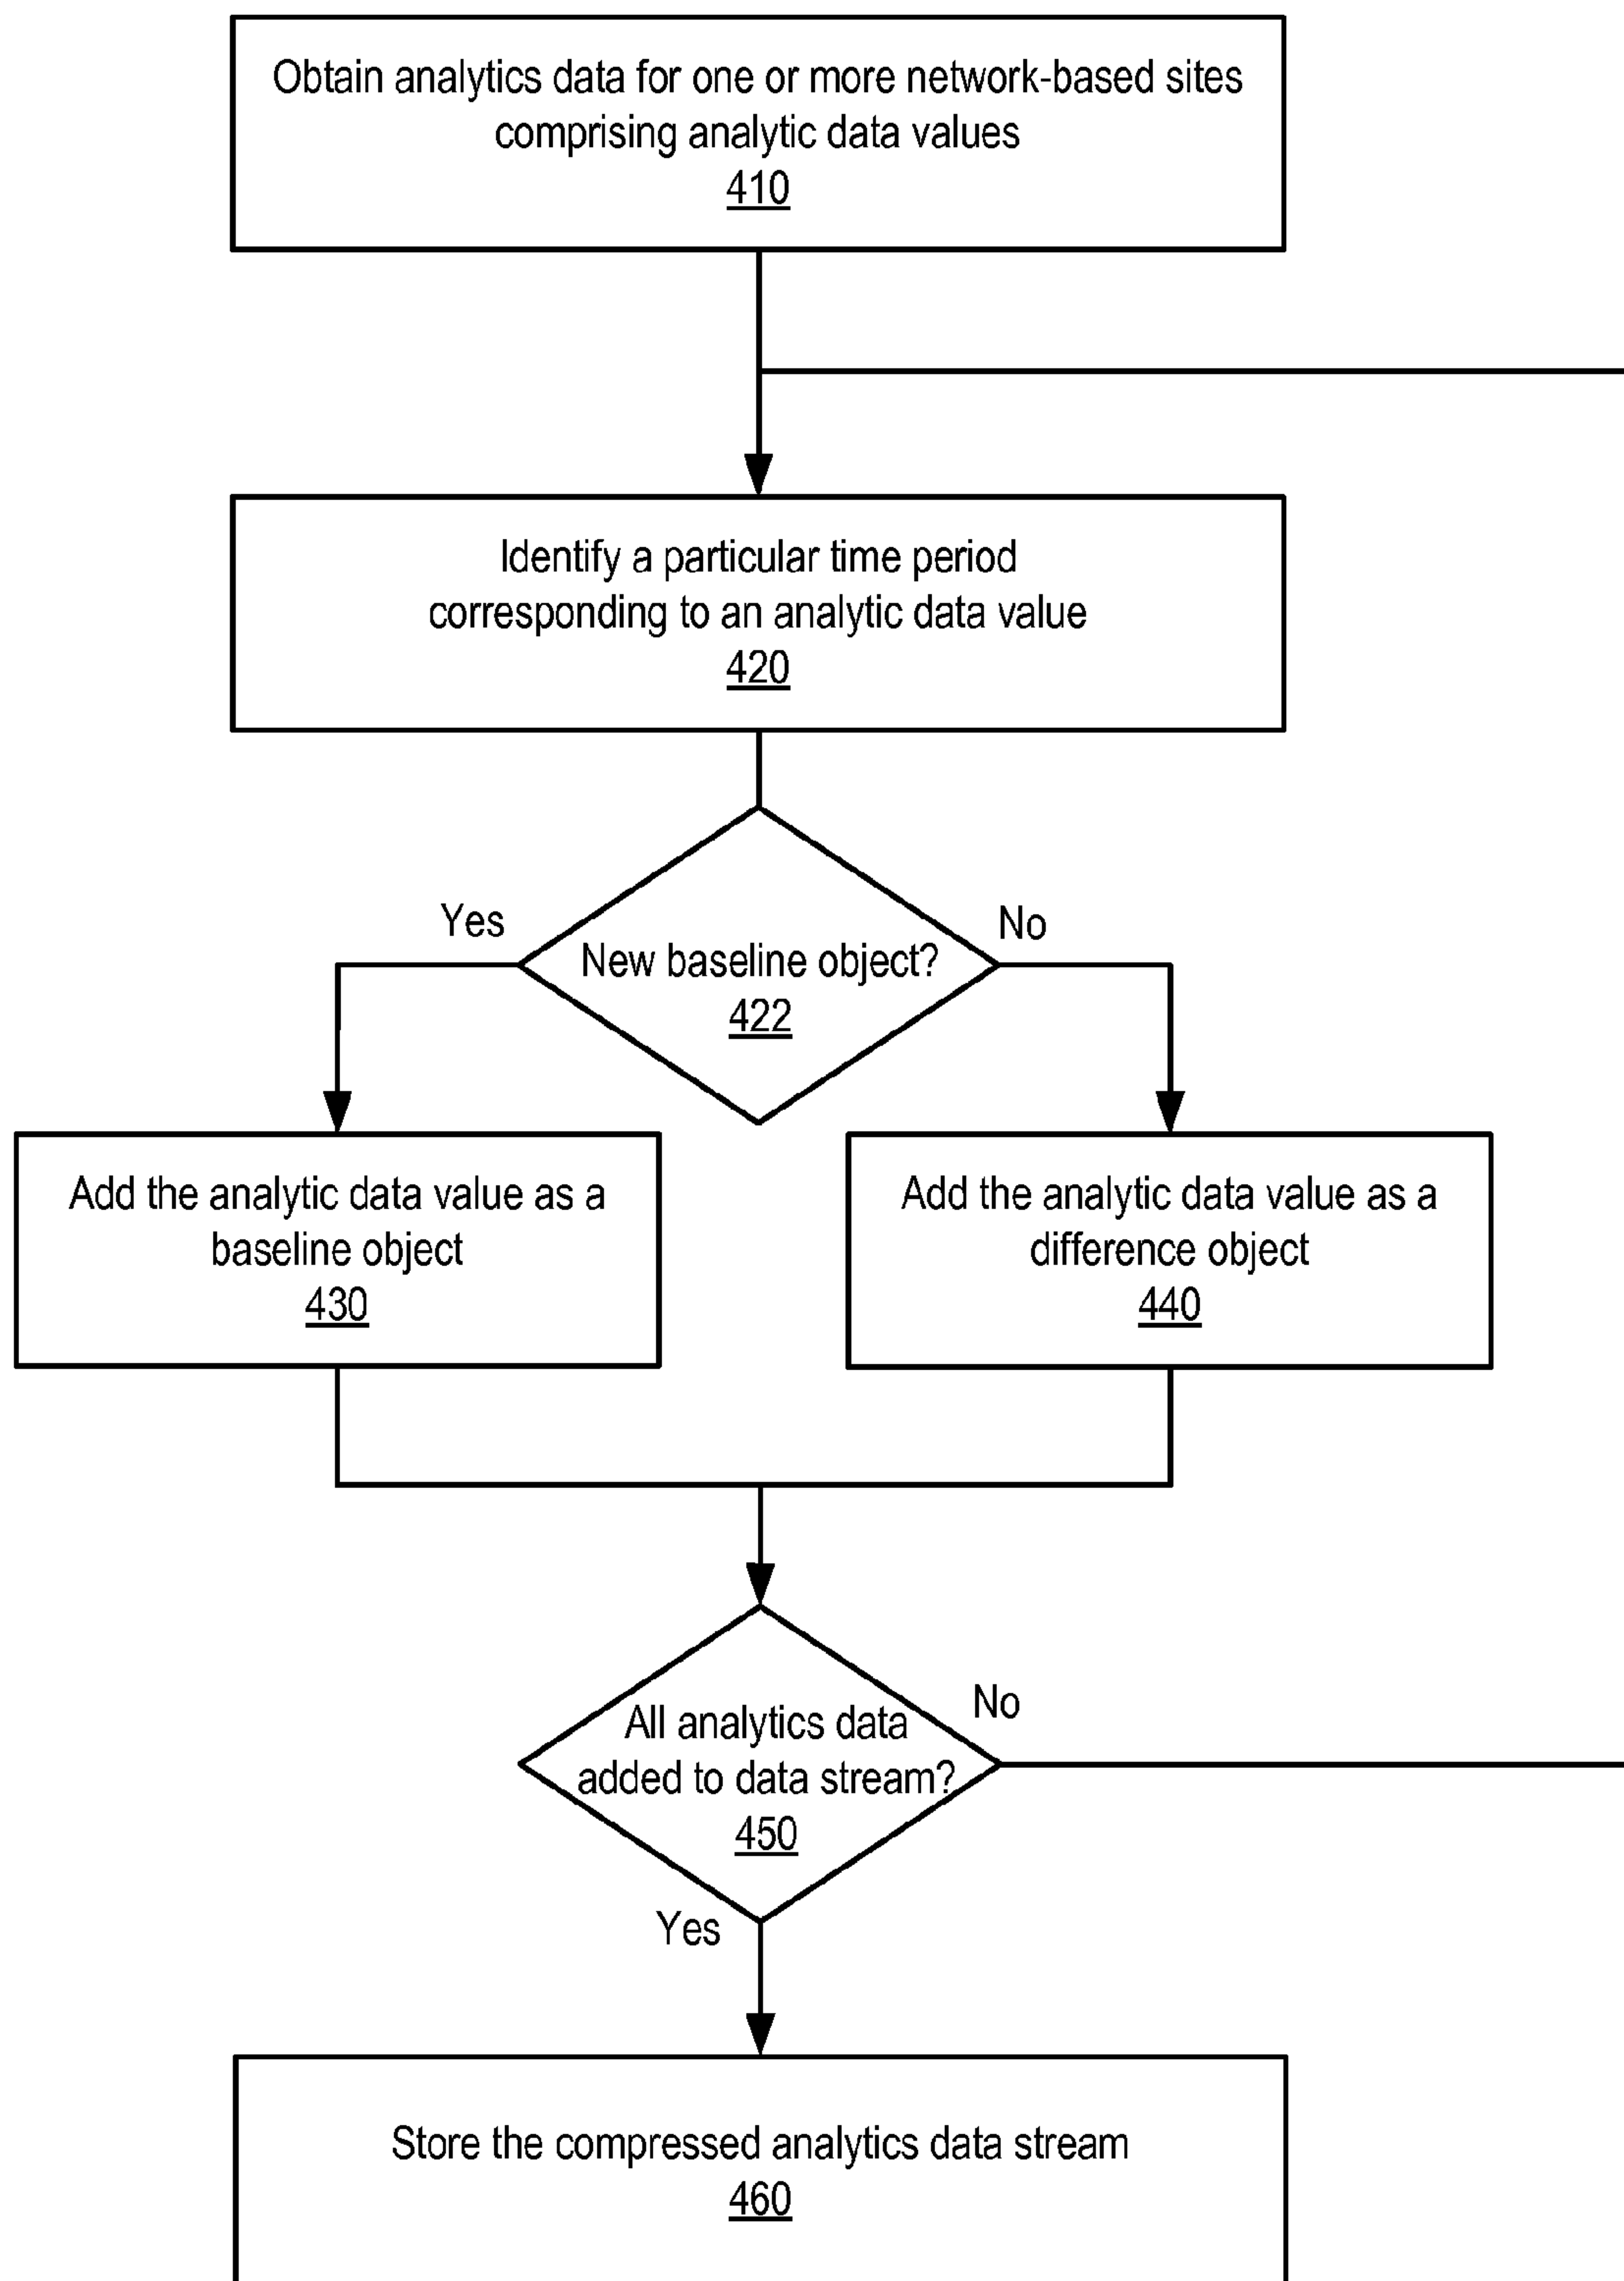 Obtain analytics data for one or more network-based sites
comprising analytic data values
410
Identify a particular time period
corresponding to an analytic data value
420
Yes
No
New baseline object?
422
Add the analytic data value as a
baseline object
430
Add the analytic data value as a
difference object
440
No
All analytics data
added to data stream?
450
Yes
Store the compressed analytics data stream
460